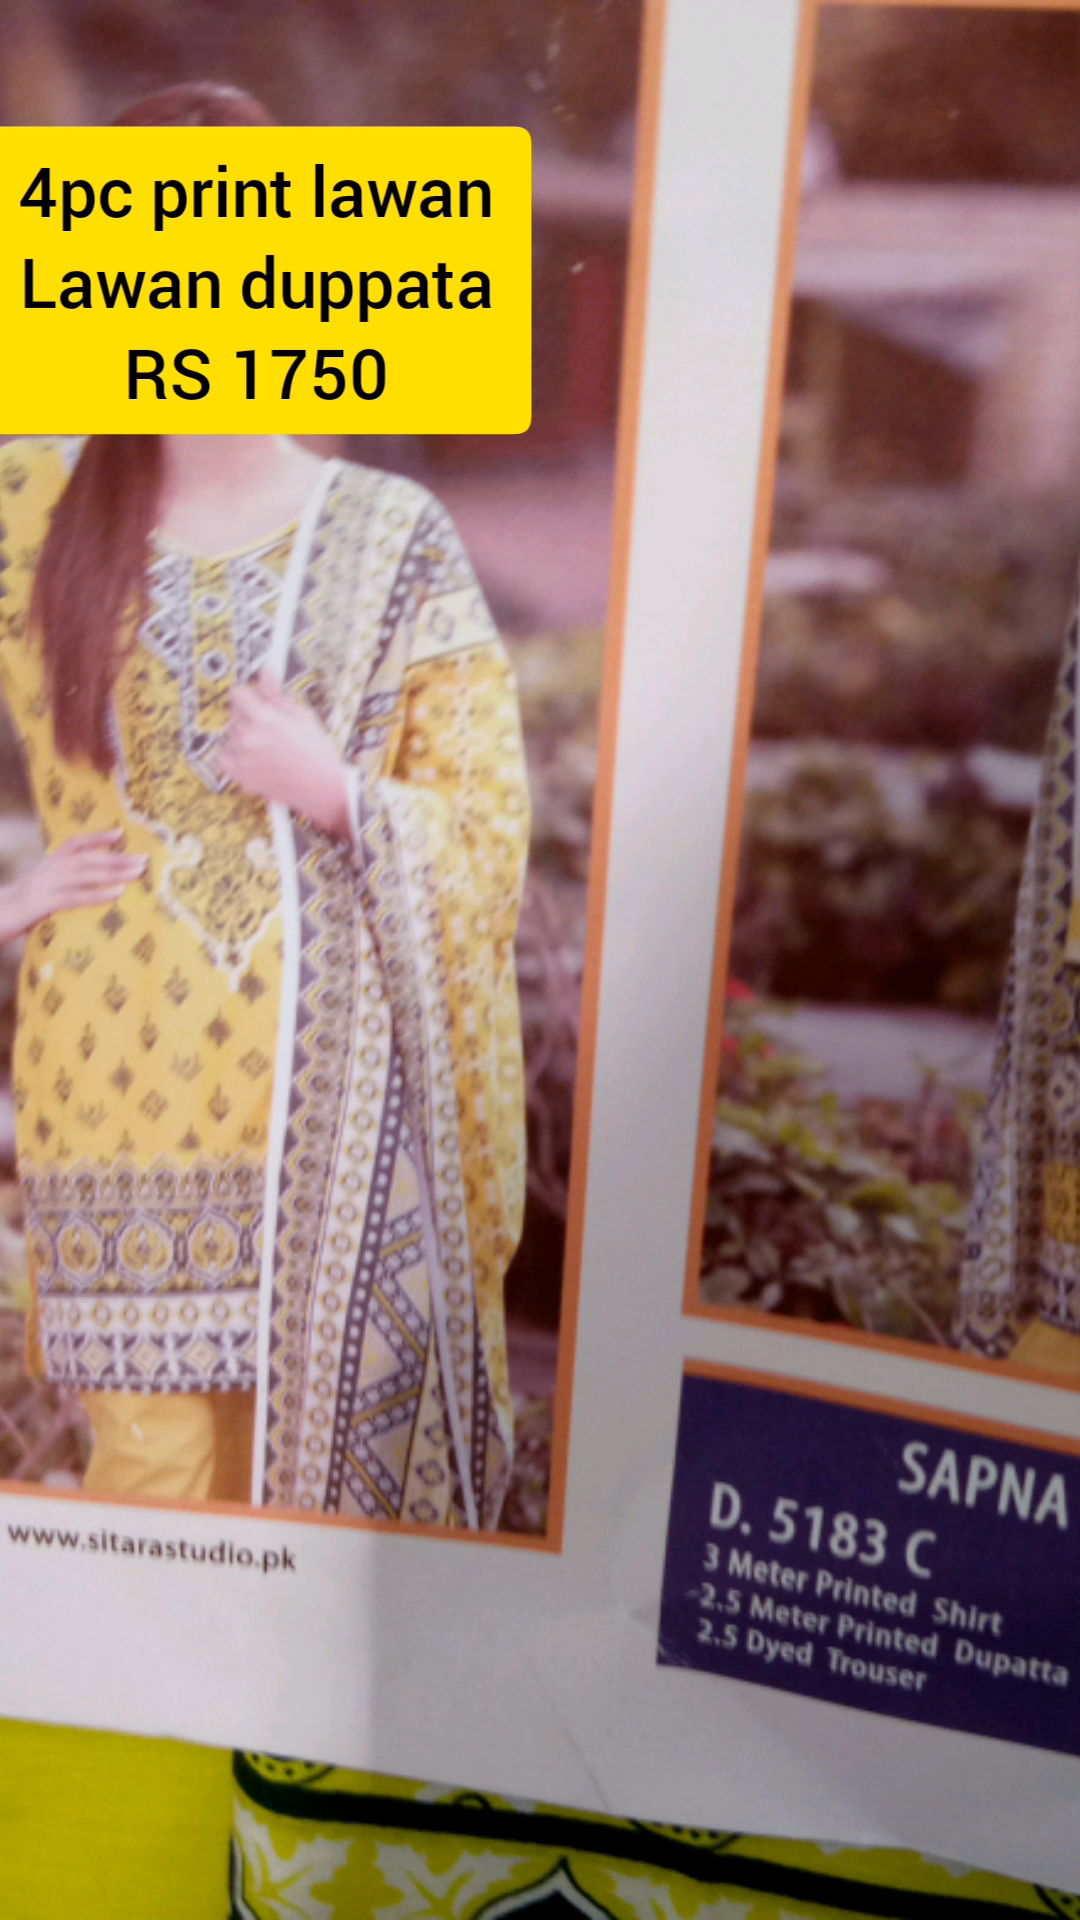 4pc print lawan
Lawan duppata
RS 1750
www.sitarastudio.pk
SAPNA
D. 5183 C
3 Meter Printed Shirt
2.5 Meter Printed Dupatta
2.5 Dyed Trouser